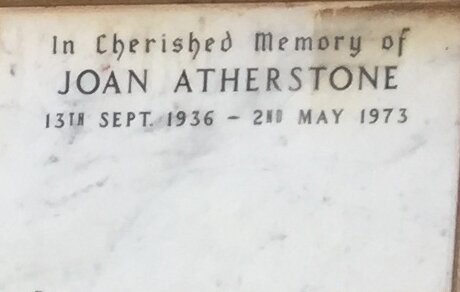 In Cherished Memory of
JOAN ATHERSTONE
13TH SEPT. 1936 – 2ND MAY 1973